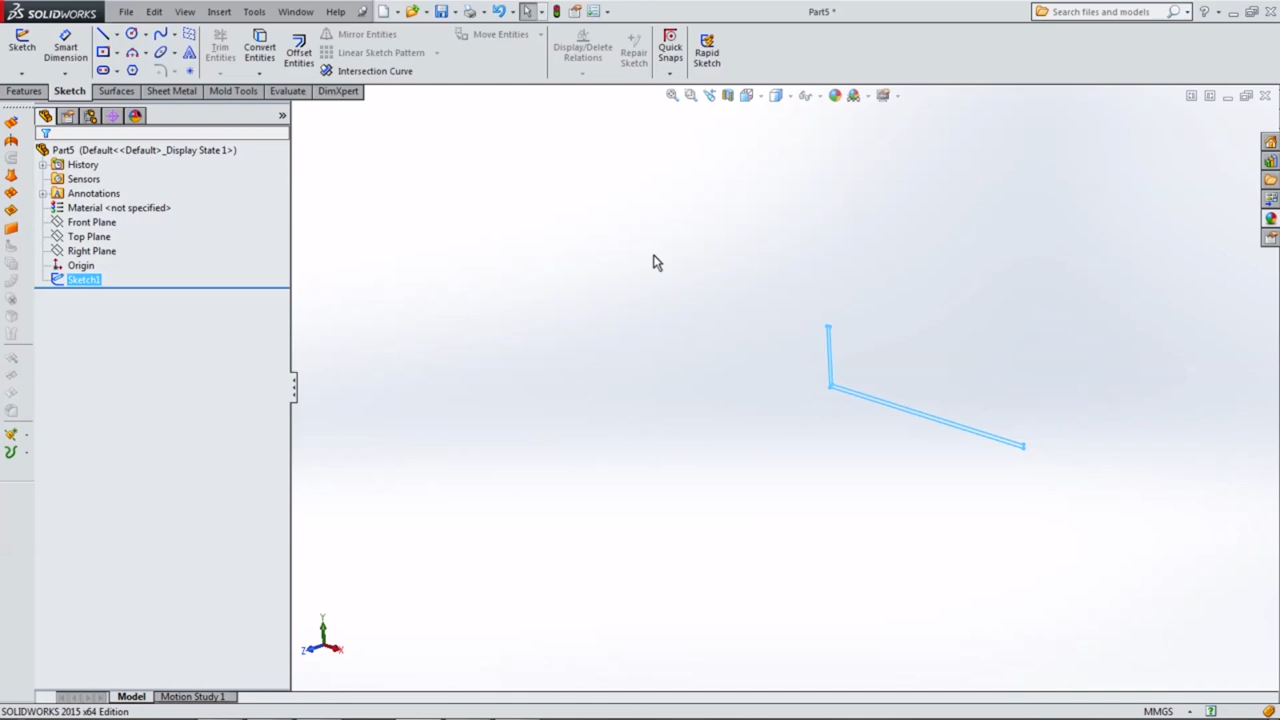 SOLIDWORKS File Edit View Insert Tools Window Help Part5 * Search files and models
Sketch Smart Dimension Trim Entities Convert Entities Offset Entities Mirror Entities Linear Sketch Pattern Intersection Curve Move Entities Display/Delete Relations Repair Sketch Quick Snaps Rapid Sketch
Features Sketch Surfaces Sheet Metal Mold Tools Evaluate DimXpert
Part5 (Default<<Default>_Display State 1>)
History
Sensors
Annotations
Material <not specified>
Front Plane
Top Plane
Right Plane
Origin
Sketch1
Y
Z X
Model Motion Study 1
SOLIDWORKS 2015 x64 Edition MMGS